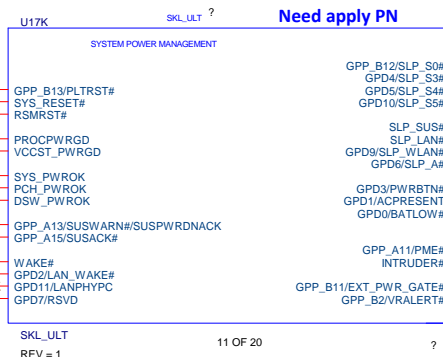 U17K
SKL_ULT
?
Need apply PN
SYSTEM POWER MANAGEMENT
GPP_B12/SLP_S0#
GPD4/SLP_S3#
GPP_B13/PLTRST#
GPD5/SLP_S4#
SYS_RESET#
GPD10/SLP_S5#
RSMRST#
SLP_SUS#
PROCPWRGD
SLP_LAN#
VCCST_PWRGD
GPD9/SLP_WLAN#
GPD6/SLP_A#
SYS_PWROK
PCH_PWROK
GPD3/PWRBTN#
DSW_PWROK
GPD1/ACPRESENT
GPD0/BATLOW#
GPP_A13/SUSWARN#/SUSPWRDNACK
GPP_A15/SUSACK#
GPP_A11/PME#
WAKE#
INTRUDER#
GPD2/LAN_WAKE#
GPD11/LANPHYPC
GPP_B11/EXT_PWR_GATE#
GPD7/RSVD
GPP_B2/VRALERT#
SKL_ULT
11 OF 20
?
REV = 1